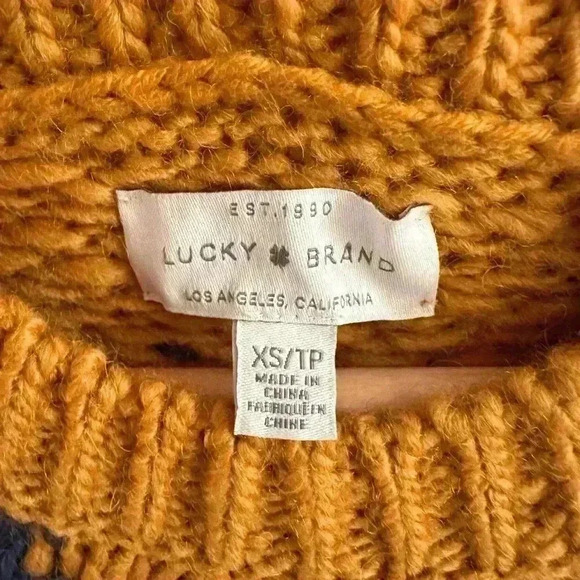 EST. 1990
LUCKY BRAND
LOS ANGELES, CALIFORNIA
XS/TP
MADE IN
CHINA
FABRIQUÉ EN
CHINE